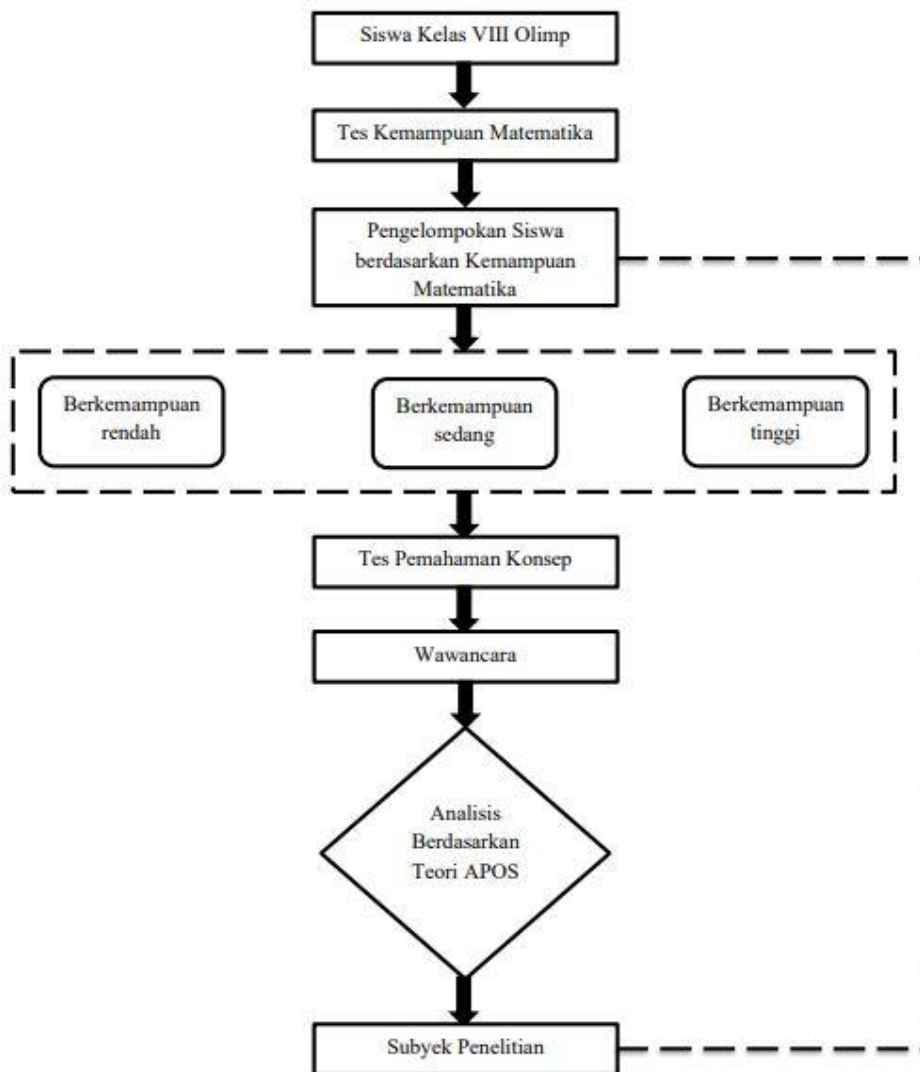 Siswa Kelas VIII Olimp
Tes Kemampuan Matematika
Pengelompokan Siswa
berdasarkan Kemampuan
Matematika
Berkemampuan
rendah
Berkemampuan
sedang
Berkemampuan
tinggi
Tes Pemahaman Konsep
Wawancara
Analisis
Berdasarkan
Teori APOS
Subyek Penelitian